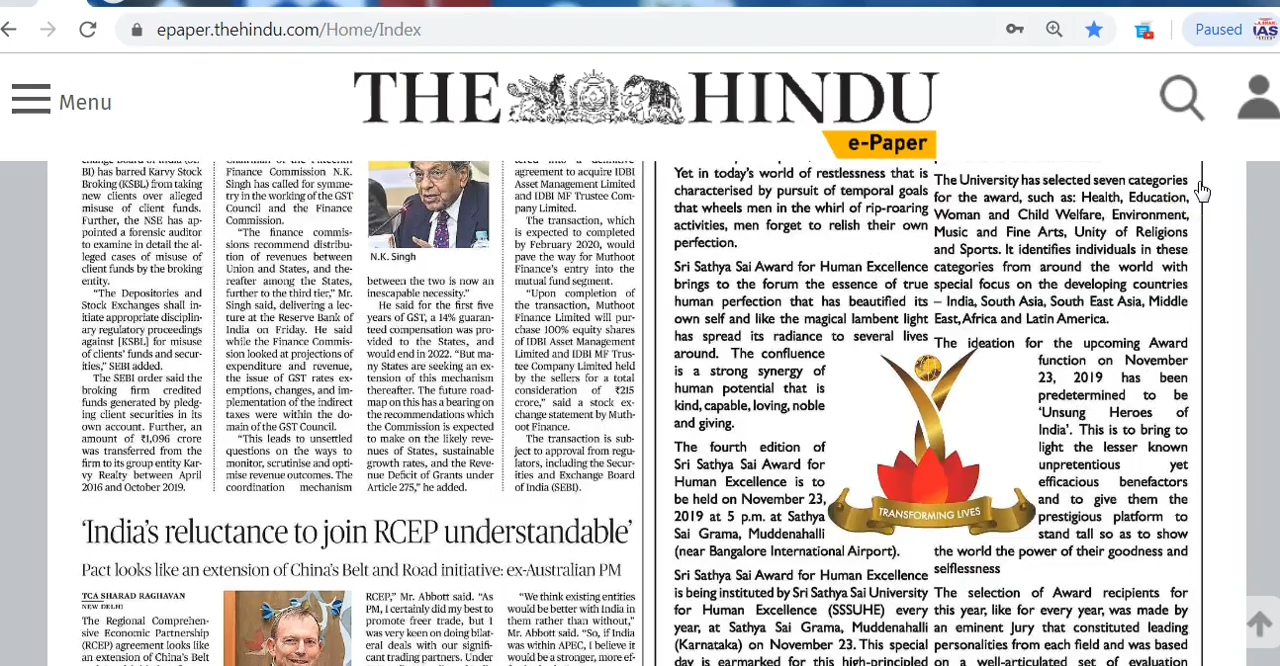 epaper.thehindu.com/Home/Index
Paused
IAS
Menu
THE HINDU
e-Paper
BI) has barred Karvy Stock
Broking (KSBL) from taking
new clients over alleged
misuse of client funds.
Further, the NSE has ap-
pointed a forensic auditor
to examine in detail the al-
leged cases of misuse of
client funds by the broking
entity.
"The Depositories and
Stock Exchanges shall in-
itiate appropriate disciplin-
ary regulatory proceedings
against [KSBL] for misuse
of clients' funds and secur-
ities," SEBI added.
The SEBI order said the
broking firm credited
funds generated by pledg-
ing client securities in its
own account. Further, an
amount of ₹1,096 crore
was transferred from the
firm to its group entity Kar-
vy Realty between April
2016 and October 2019.
Chairman of the Fifteenth
Finance Commission N.K.
Singh has called for symme-
try in the working of the GST
Council and the Finance
Commission.
"The finance commis-
sions recommend distribu-
tion of revenues between
Union and States, and the-
reafter among the States,
further to the third tier," Mr.
Singh said, delivering a lec-
ture at the Reserve Bank of
India on Friday. He said
while the Finance Commis-
sion looked at projections of
expenditure and revenue,
the issue of GST rates ex-
emptions, changes, and im-
plementation of the indirect
taxes were within the do-
main of the GST Council.
"This leads to unsettled
questions on the ways to
monitor, scrutinise and opti-
mise revenue outcomes. The
coordination mechanism
N.K. Singh
between the two is now an
inescapable necessity."
He said for the first five
years of GST, a 14% guaran-
teed compensation was pro-
vided to the States, and
would end in 2022. "But ma-
ny States are seeking an ex-
tension of this mechanism
thereafter. The future road-
map on this has a bearing on
the recommendations which
the Commission is expected
to make on the likely reve-
nues of States, sustainable
growth rates, and the Reve-
nue Deficit of Grants under
Article 275," he added.
tered into a definitive
agreement to acquire IDBI
Asset Management Limited
and IDBI MF Trustee Com-
pany Limited.
The transaction, which
is expected to completed
by February 2020, would
pave the way for Muthoot
Finance's entry into the
mutual fund segment.
"Upon completion of
the transaction, Muthoot
Finance Limited will pur-
chase 100% equity shares
of IDBI Asset Management
Limited and IDBI MF Trus-
tee Company Limited held
by the sellers for a total
consideration of ₹215
crore," said a stock ex-
change statement by Muth-
oot Finance.
The transaction is sub-
ject to approval from regu-
lators, including the Secur-
ities and Exchange Board
of India (SEBI).
'India's reluctance to join RCEP understandable'
Pact looks like an extension of China's Belt and Road initiative: ex-Australian PM
TCA SHARAD RAGHAVAN
NEW DELHI
The Regional Comprehen-
sive Economic Partnership
(RCEP) agreement looks like
an extension of China's Belt
RCEP," Mr. Abbott said. "As
PM, I certainly did my best to
promote freer trade, but I
was very keen on doing bilat-
eral deals with our signifi-
cant trading partners. Under
"We think existing entities
would be better with India in
them rather than without,"
Mr. Abbott said. "So, if India
was within APEC, I believe it
would be a stronger, more ef-
Yet in today's world of restlessness that is
characterised by pursuit of temporal goals
that wheels men in the whirl of rip-roaring
activities, men forget to relish their own
perfection.
Sri Sathya Sai Award for Human Excellence
brings to the forum the essence of true
human perfection that has beautified its
own self and like the magical lambent light
has spread its radiance to several lives
around. The confluence
is a strong synergy of
human potential that is
kind, capable, loving, noble
and giving.
The fourth edition of
Sri Sathya Sai Award for
Human Excellence is to
be held on November 23,
2019 at 5 p.m. at Sathya
Sai Grama, Muddenahalli
(near Bangalore International Airport).
Sri Sathya Sai Award for Human Excellence
is being instituted by Sri Sathya Sai University
for Human Excellence (SSSUHE) every
year, at Sathya Sai Grama, Muddenahalli
(Karnataka) on November 23. This special
day is earmarked for this high-principled
TRANSFORMING LIVES
The University has selected seven categories
for the award, such as: Health, Education,
Woman and Child Welfare, Environment,
Music and Fine Arts, Unity of Religions
and Sports. It identifies individuals in these
categories from around the world with
special focus on the developing countries
– India, South Asia, South East Asia, Middle
East, Africa and Latin America.
The ideation for the upcoming Award
function on November
23, 2019 has been
predetermined to be
'Unsung Heroes of
India'. This is to bring to
light the lesser known
unpretentious yet
efficacious benefactors
and to give them the
prestigious platform to
stand tall so as to show
the world the power of their goodness and
selflessness
The selection of Award recipients for
this year, like for every year, was made by
an eminent Jury that constituted leading
personalities from each field and was based
on a well-articulated set of evaluation